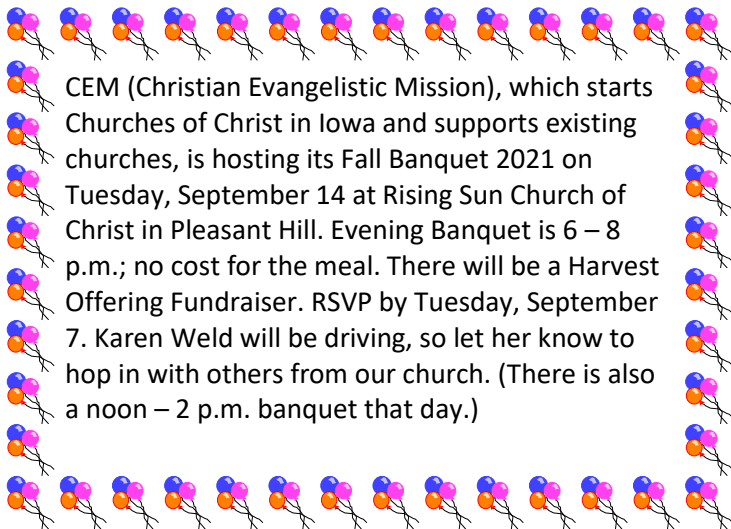 CEM (Christian Evangelistic Mission), which starts
Churches of Christ in Iowa and supports existing
churches, is hosting its Fall Banquet 2021 on
Tuesday, September 14 at Rising Sun Church of
Christ in Pleasant Hill. Evening Banquet is 6 – 8
p.m.; no cost for the meal. There will be a Harvest
Offering Fundraiser. RSVP by Tuesday, September
7. Karen Weld will be driving, so let her know to
hop in with others from our church. (There is also
a noon – 2 p.m. banquet that day.)